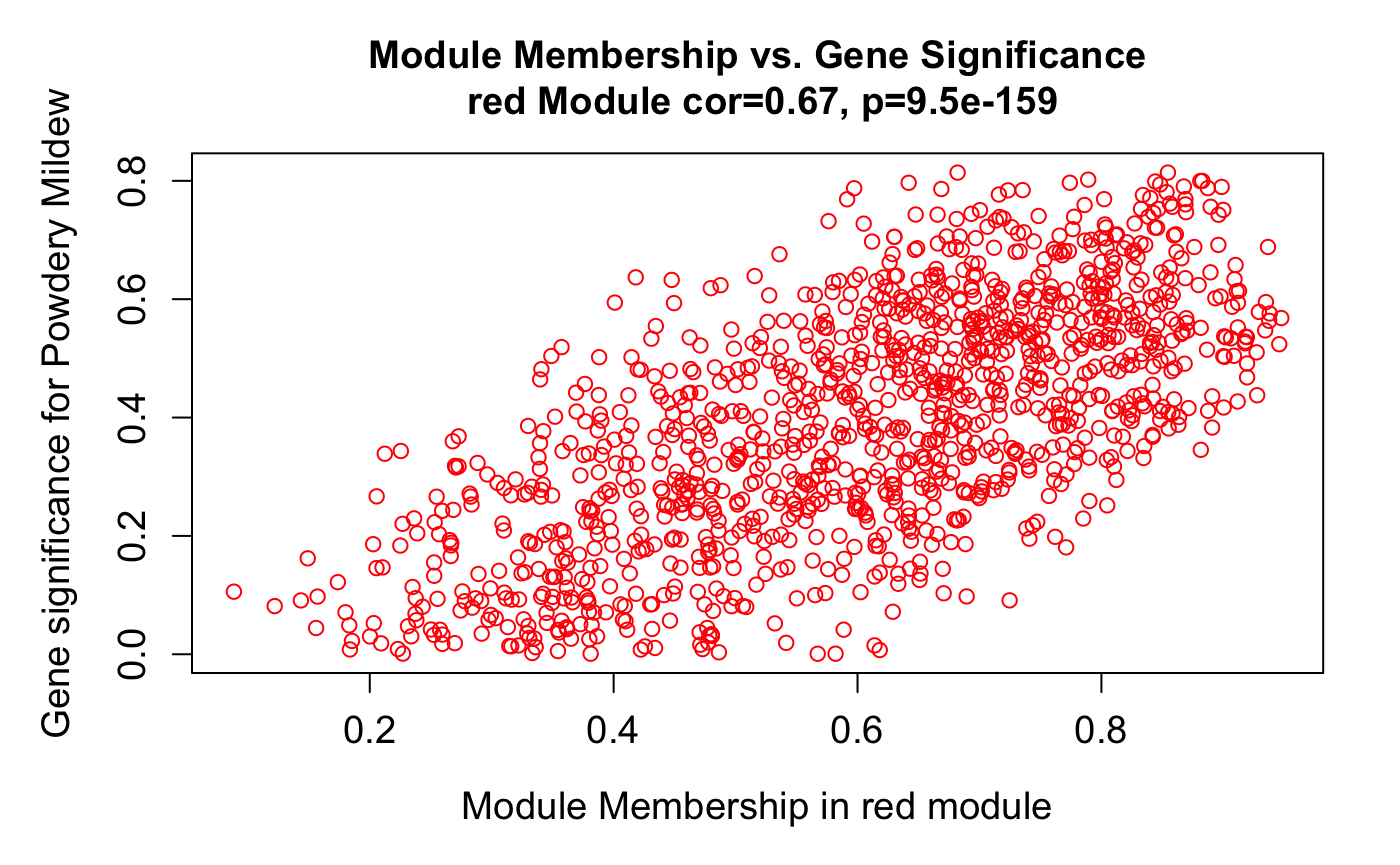 Module Membership vs. Gene Significance
red Module cor=0.67, p=9.5e-159
Gene significance for Powdery Mildew
0.8
0.6
0.4
0.2
0.0
0.2
0.4
0.6
0.8
Module Membership in red module